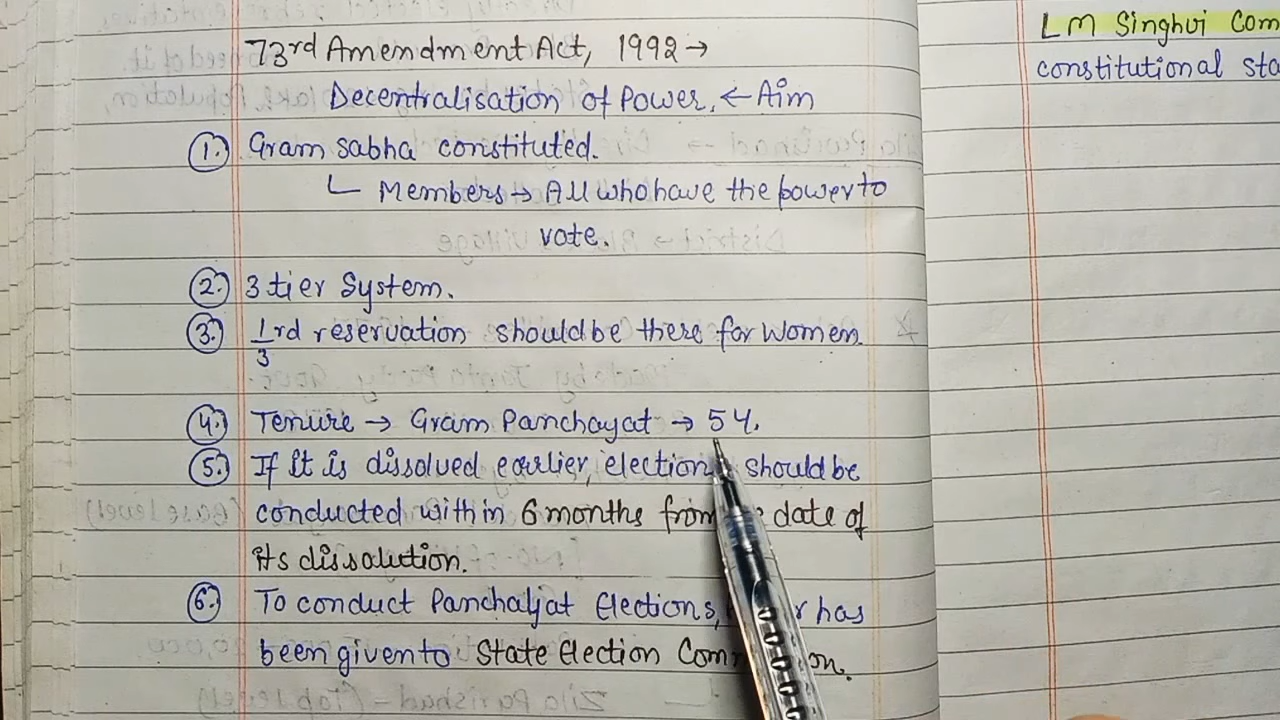 73rd Amendment Act, 1992 →
Decentralisation of Power. ← Aim
1. Gram sabha constituted.
└ Members → All who have the power to
vote.
2. 3 tier System.
3. 1/3rd reservation should be there for women.
4. Tenure → Gram Panchayat → 5Y.
5. If it is dissolved earlier, election should be
conducted within 6 months from date of
its dissolution.
6. To conduct Panchayat Elections, has
been given to State Election
LM Singhvi Com
constitutional sta